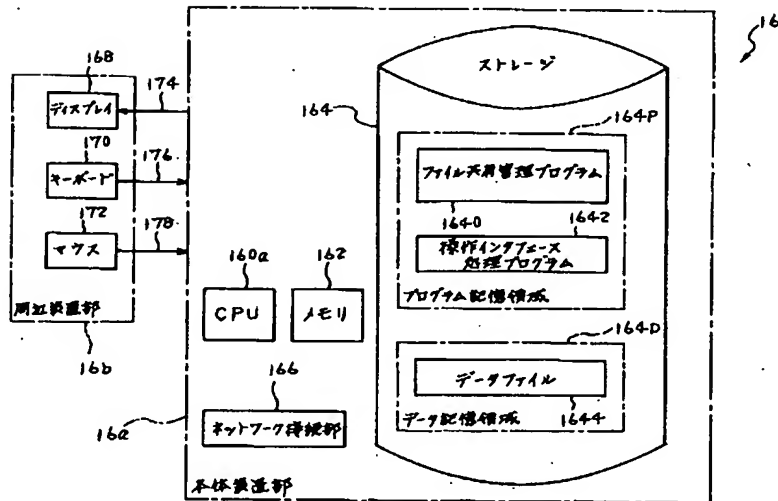 16
168
ディスプレイ
174
170
キーボード
176
172
マウス
178
周辺装置部
16b
ストレージ
164
164P
ファイル共有管理プログラム
1640
1642
操作インタフェース
処理プログラム
プログラム記憶領域
160a
CPU
162
メモリ
166
ネットワーク接続部
164D
データファイル
データ記憶領域
1644
16a
本体装置部